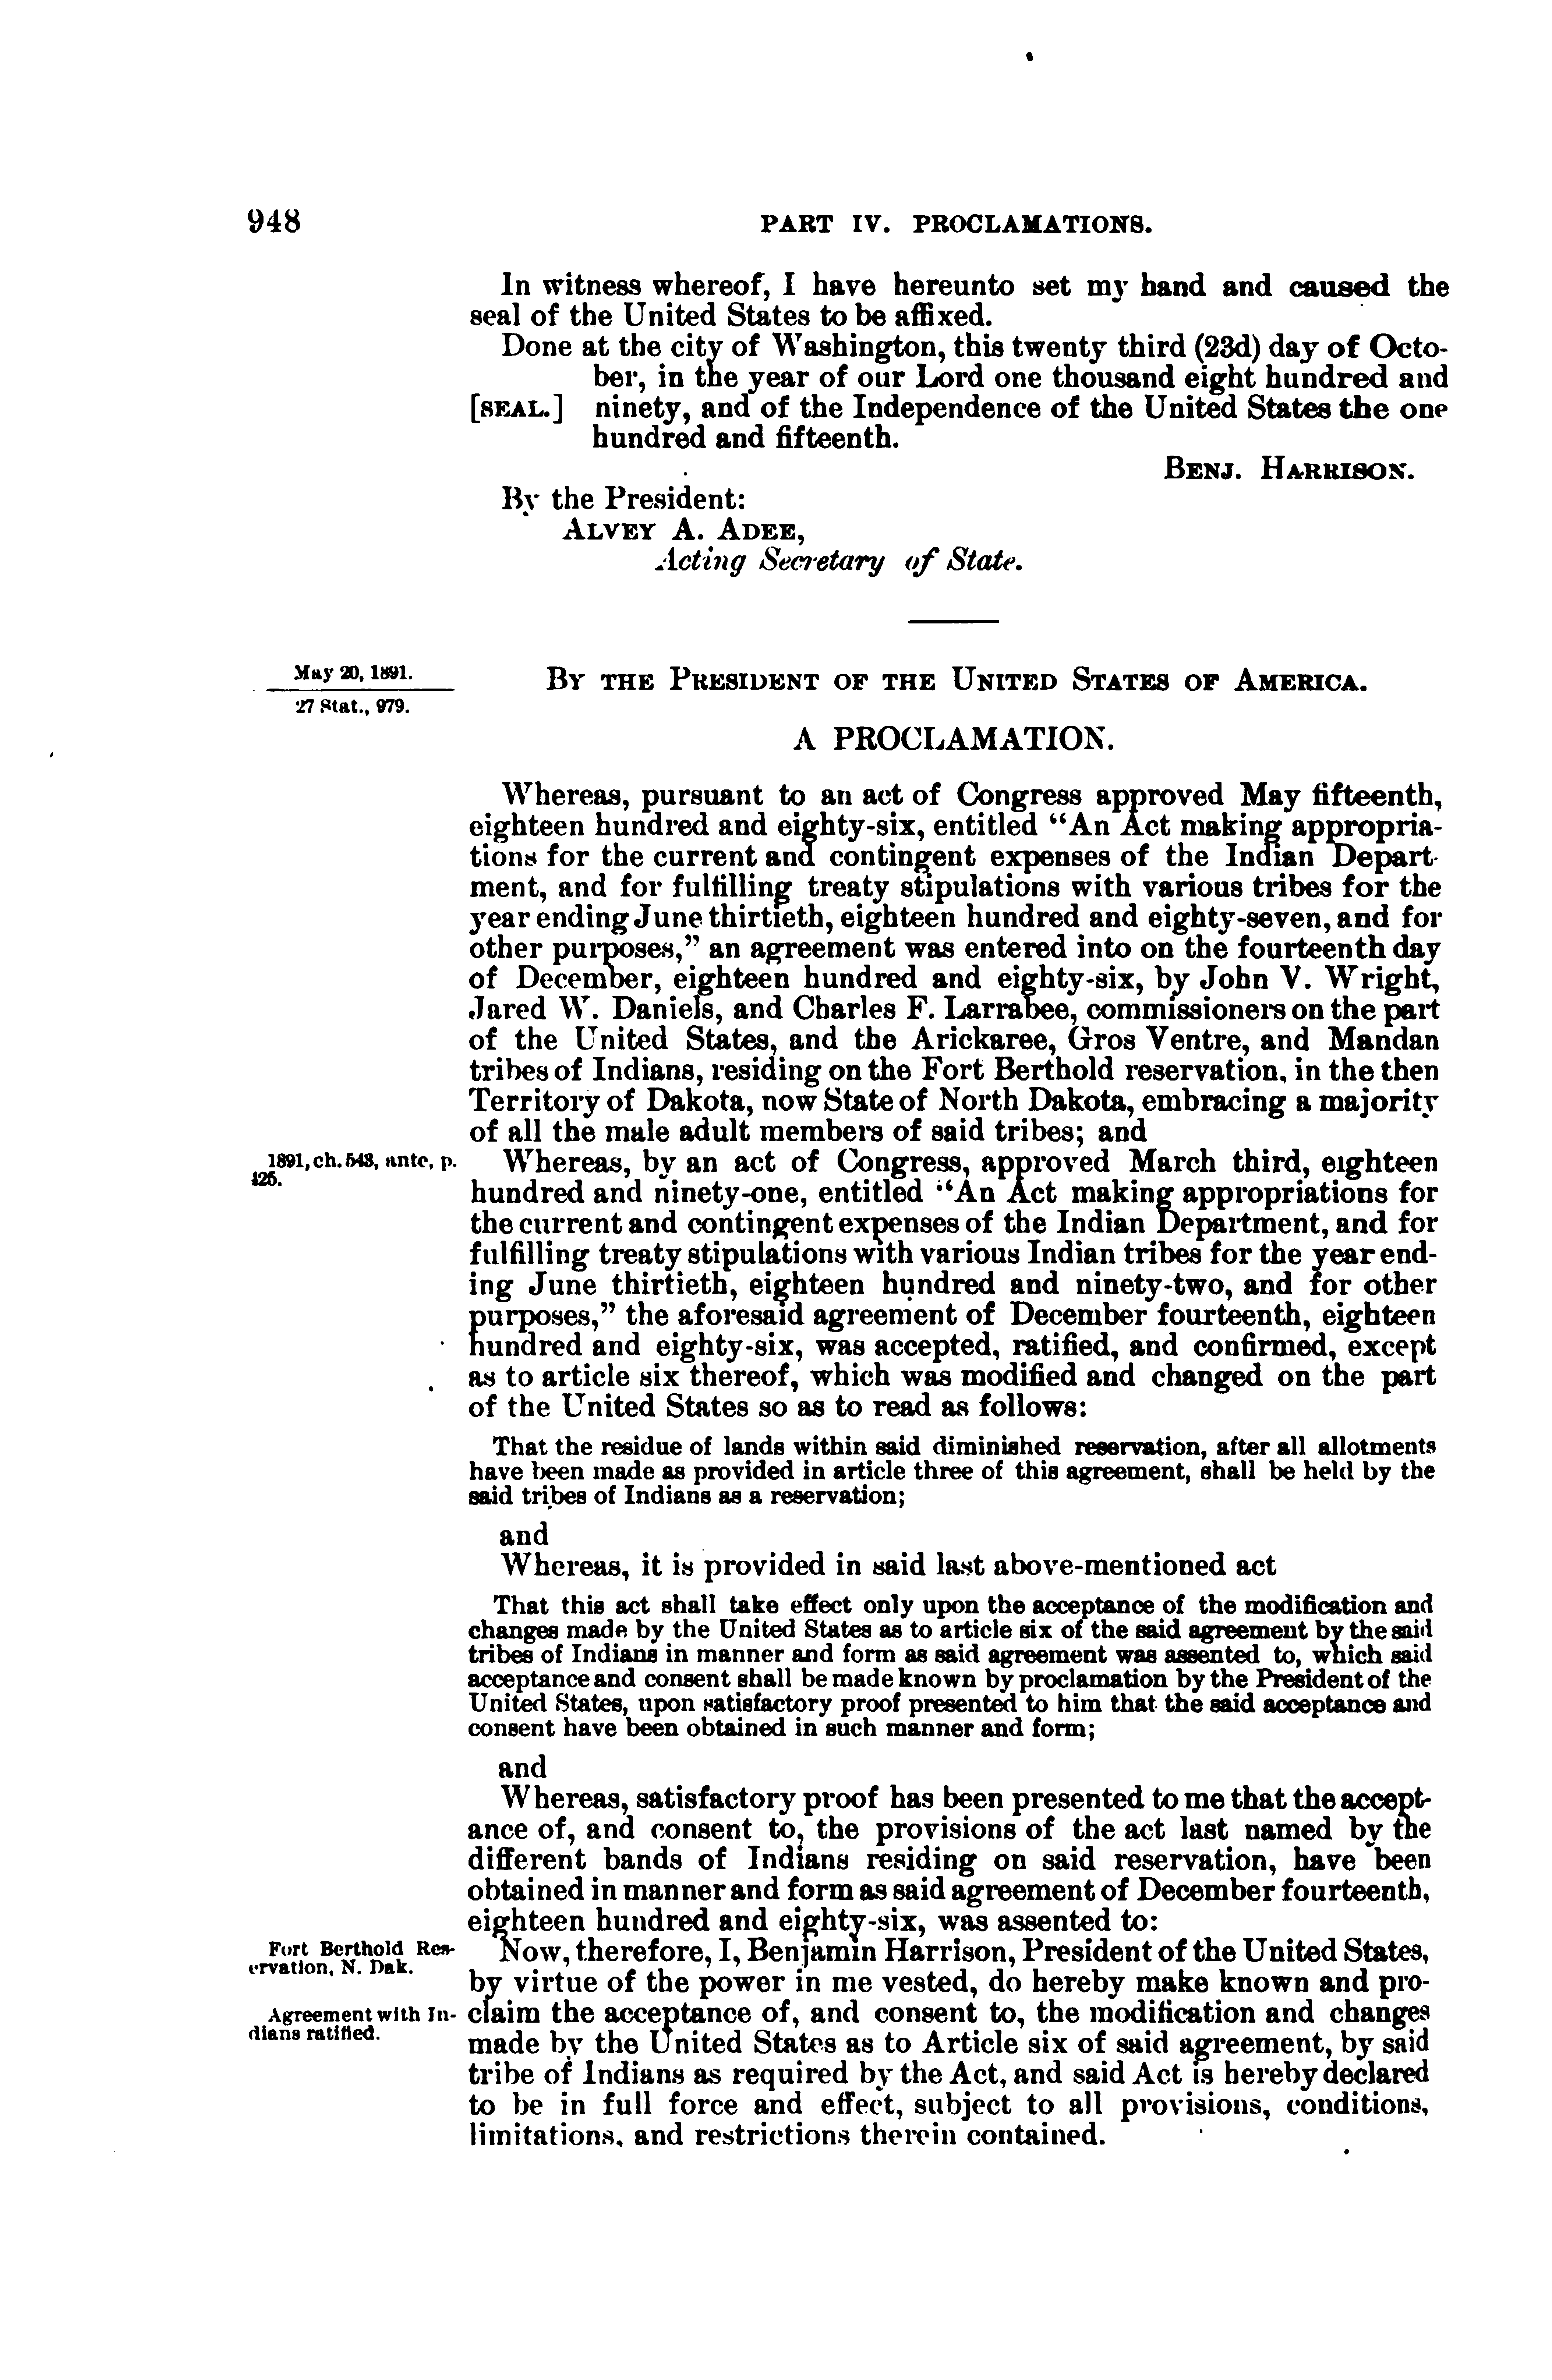 948
PART IV. PROCLAMATIONS.
In witness whereof, I have hereunto set my hand and caused the
seal of the United States to be affixed.
Done at the city of Washington, this twenty third (23d) day of Octo-
ber, in the year of our Lord one thousand eight hundred and
[SEAL.] ninety, and of the Independence of the United States the one
hundred and fifteenth.
BENJ. HARRISON.
By the President:
ALVEY A. ADEE,
Acting Secretary of State.
May 20, 1891.
27 Stat., 979.
BY THE PRESIDENT OF THE UNITED STATES OF AMERICA.
A PROCLAMATION.
Whereas, pursuant to an act of Congress approved May fifteenth,
eighteen hundred and eighty-six, entitled "An Act making appropria-
tions for the current and contingent expenses of the Indian Depart-
ment, and for fulfilling treaty stipulations with various tribes for the
year ending June thirtieth, eighteen hundred and eighty-seven, and for
other purposes," an agreement was entered into on the fourteenth day
of December, eighteen hundred and eighty-six, by John V. Wright,
Jared W. Daniels, and Charles F. Larrabee, commissioners on the part
of the United States, and the Arickaree, Gros Ventre, and Mandan
tribes of Indians, residing on the Fort Berthold reservation, in the then
Territory of Dakota, now State of North Dakota, embracing a majority
of all the male adult members of said tribes; and
1891, ch. 543, ante, p.
425.
Whereas, by an act of Congress, approved March third, eighteen
hundred and ninety-one, entitled "An Act making appropriations for
the current and contingent expenses of the Indian Department, and for
fulfilling treaty stipulations with various Indian tribes for the year end-
ing June thirtieth, eighteen hundred and ninety-two, and for other
purposes," the aforesaid agreement of December fourteenth, eighteen
hundred and eighty-six, was accepted, ratified, and confirmed, except
as to article six thereof, which was modified and changed on the part
of the United States so as to read as follows:
That the residue of lands within said diminished reservation, after all allotments
have been made as provided in article three of this agreement, shall be held by the
said tribes of Indians as a reservation;
and
Whereas, it is provided in said last above-mentioned act
That this act shall take effect only upon the acceptance of the modification and
changes made by the United States as to article six of the said agreement by the said
tribes of Indians in manner and form as said agreement was assented to, which said
acceptance and consent shall be made known by proclamation by the President of the
United States, upon satisfactory proof presented to him that the said acceptance and
consent have been obtained in such manner and form;
and
Whereas, satisfactory proof has been presented to me that the accept-
ance of, and consent to, the provisions of the act last named by the
different bands of Indians residing on said reservation, have been
obtained in manner and form as said agreement of December fourteenth,
eighteen hundred and eighty-six, was assented to:
Fort Berthold Res-
ervation, N. Dak.
Agreement with In-
dians ratified.
Now, therefore, I, Benjamin Harrison, President of the United States,
by virtue of the power in me vested, do hereby make known and pro-
claim the acceptance of, and consent to, the modification and changes
made by the United States as to Article six of said agreement, by said
tribe of Indians as required by the Act, and said Act is hereby declared
to be in full force and effect, subject to all provisions, conditions,
limitations, and restrictions therein contained.